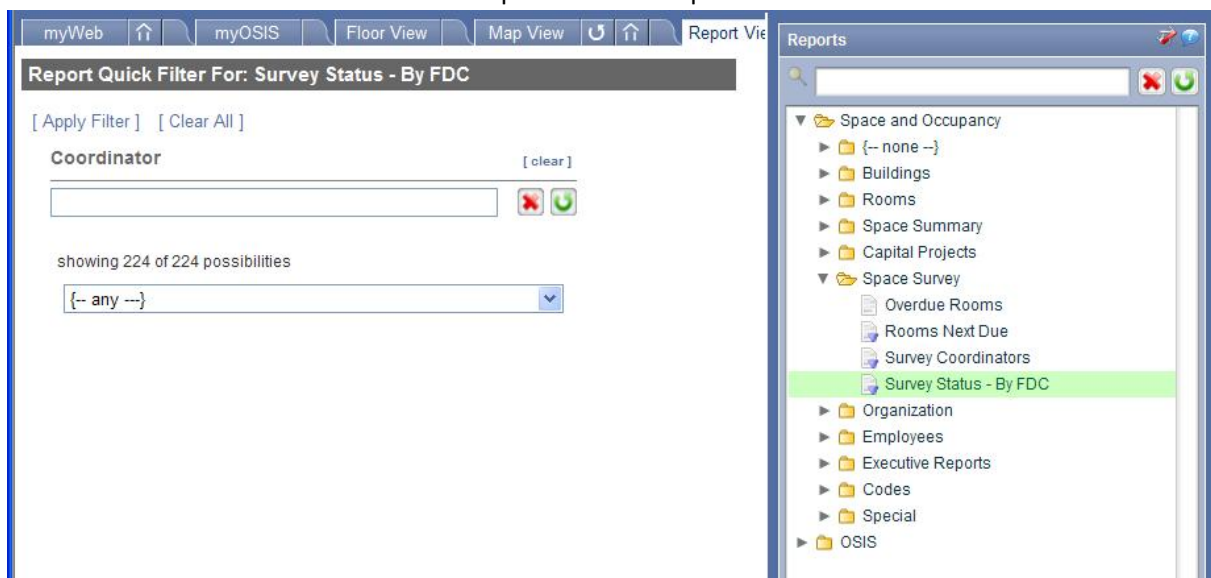 myWeb myOSIS Floor View Map View Report Vie
Report Quick Filter For: Survey Status - By FDC
[ Apply Filter ] [ Clear All ]
Coordinator [ clear ]
showing 224 of 224 possibilities
{-- any ---}
Reports
Space and Occupancy
{-- none --}
Buildings
Rooms
Space Summary
Capital Projects
Space Survey
Overdue Rooms
Rooms Next Due
Survey Coordinators
Survey Status - By FDC
Organization
Employees
Executive Reports
Codes
Special
OSIS